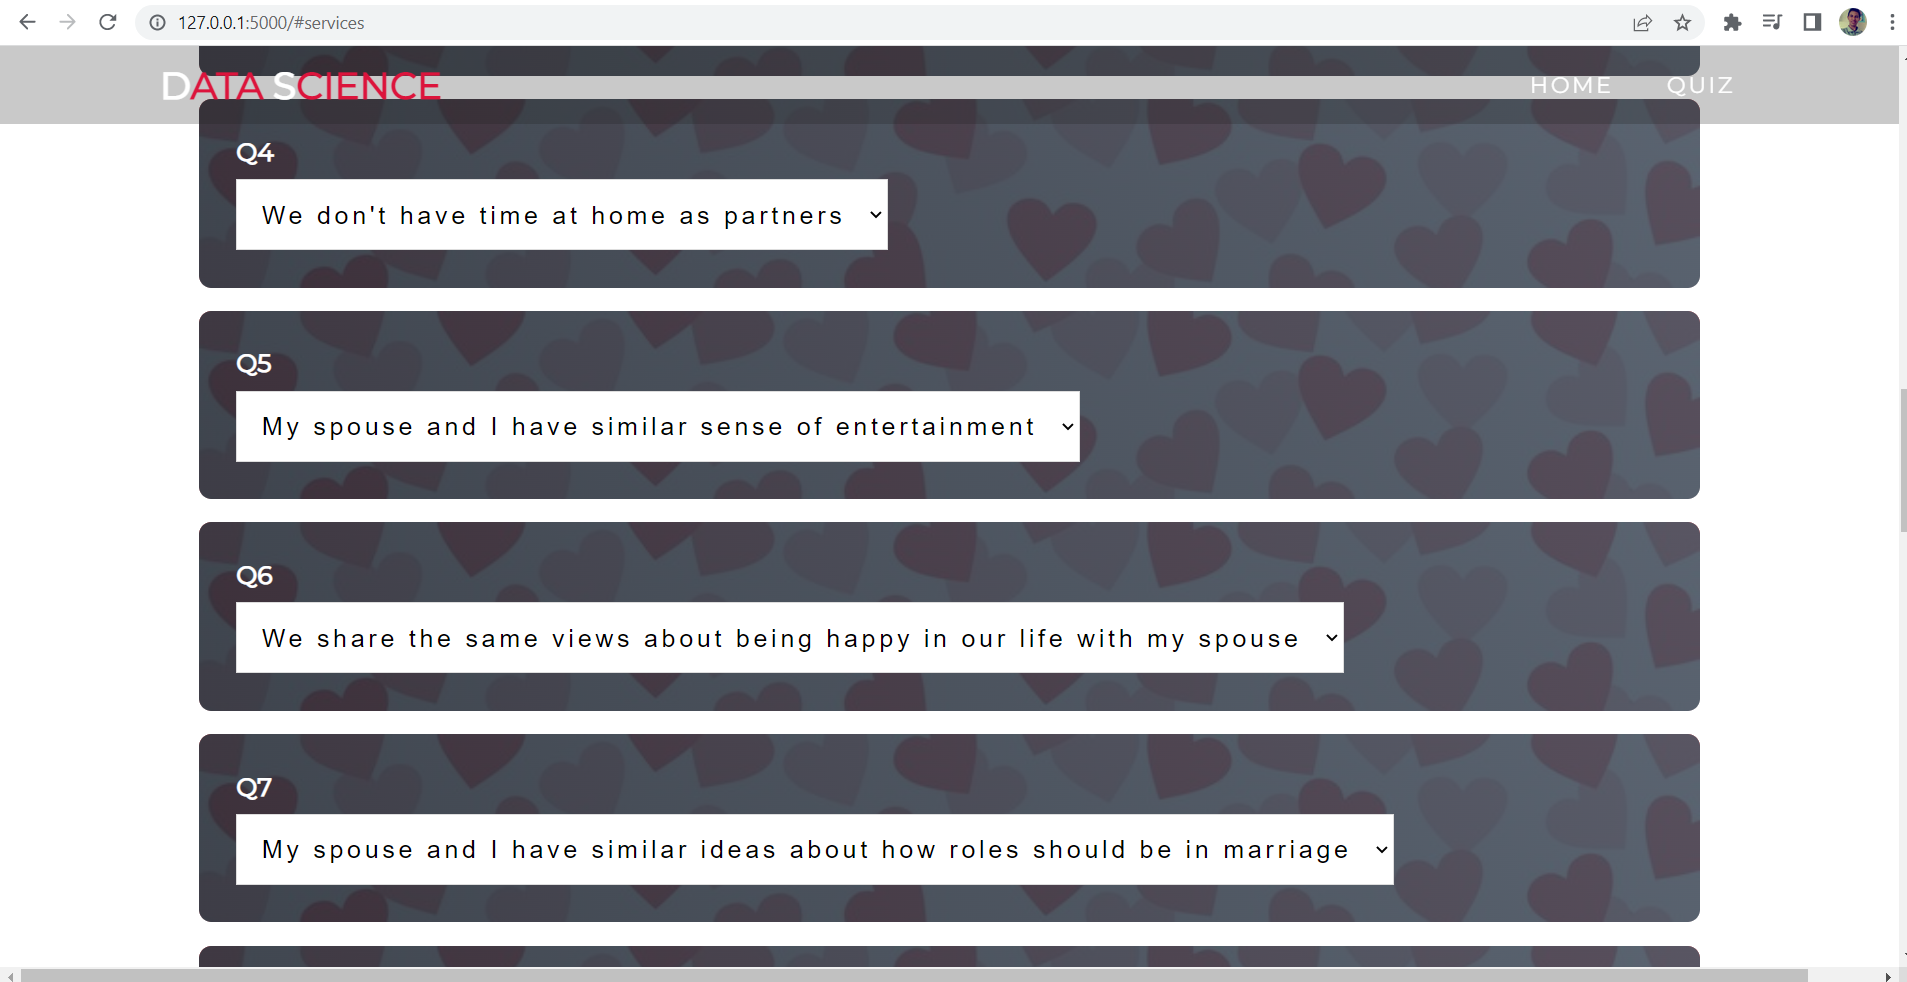 127.0.0.1:5000/#services
DATA SCIENCE
HOME
QUIZ
Q4
We don't have time at home as partners
Q5
My spouse and I have similar sense of entertainment
Q6
We share the same views about being happy in our life with my spouse
Q7
My spouse and I have similar ideas about how roles should be in marriage